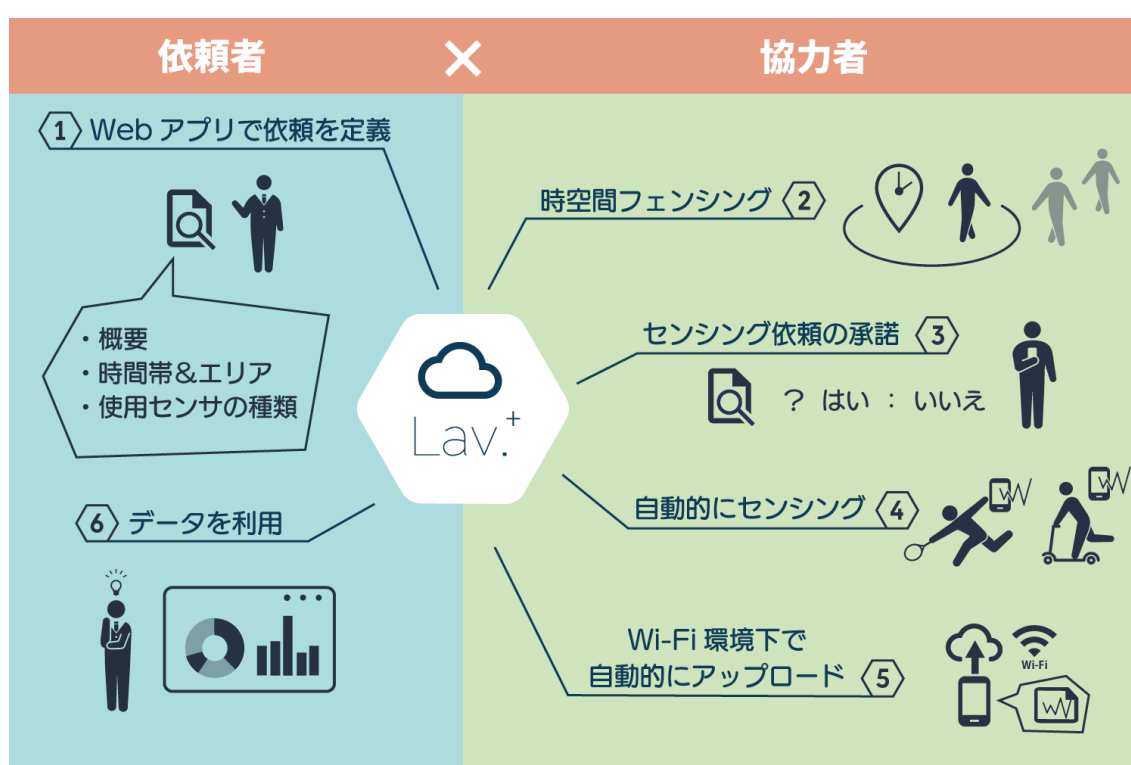 依頼者 × 協力者
1 Web アプリで依頼を定義
・概要
・時間帯&エリア
・使用センサの種類
時空間フェンシング 2
センシング依頼の承諾 3
? はい : いいえ
Lav.+
自動的にセンシング 4
Wi-Fi 環境下で
自動的にアップロード 5
Wi-Fi
6 データを利用